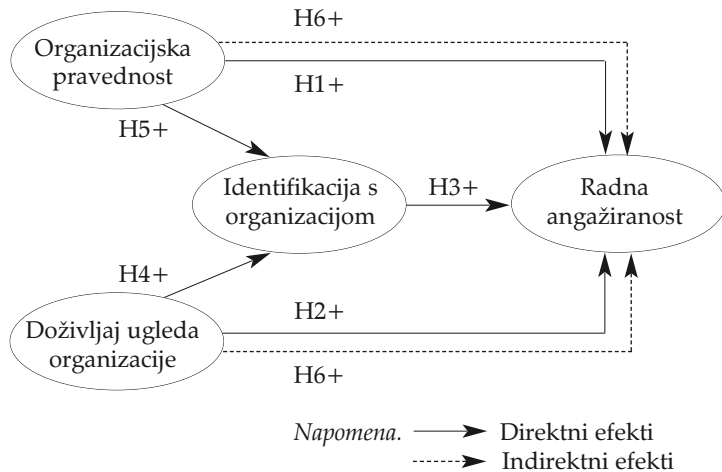 H6+
Organizacijska
pravednost
H1+
H5+
Identifikacija s
organizacijom
H3+
Radna
angažiranost
H4+
H2+
Doživljaj ugleda
organizacije
H6+
Napomena.
Direktni efekti
Indirektni efekti